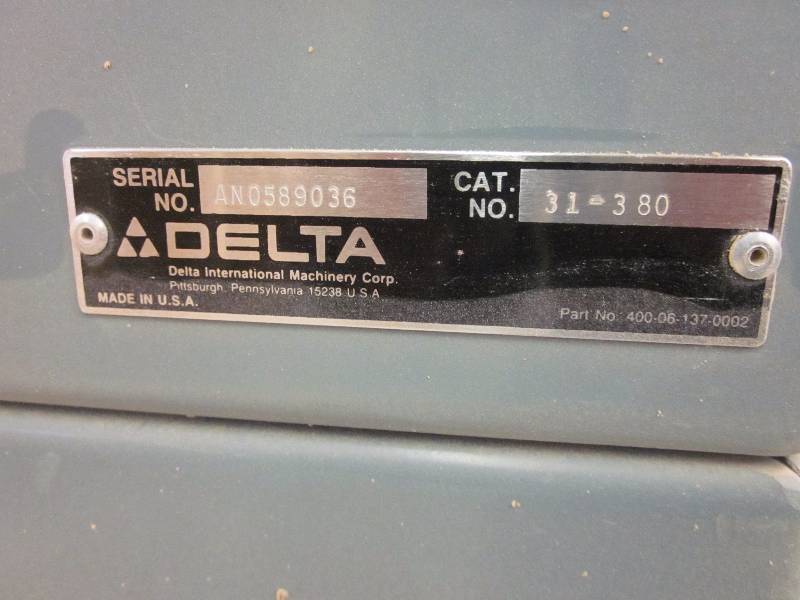 SERIAL NO. AN0589036
CAT. NO. 31-380
DELTA
Delta International Machinery Corp.
Pittsburgh, Pennsylvania 15238 U.S.A.
MADE IN U.S.A.
Part No. 400-06-137-0002